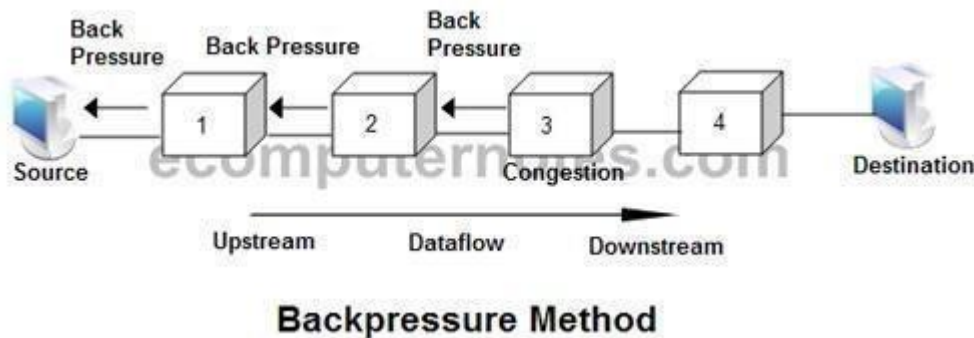 Back
Pressure
Back Pressure
Back
Pressure
1
2
3
4
ecomputernotes.com
Source
Congestion
Destination
Upstream
Dataflow
Downstream
Backpressure Method